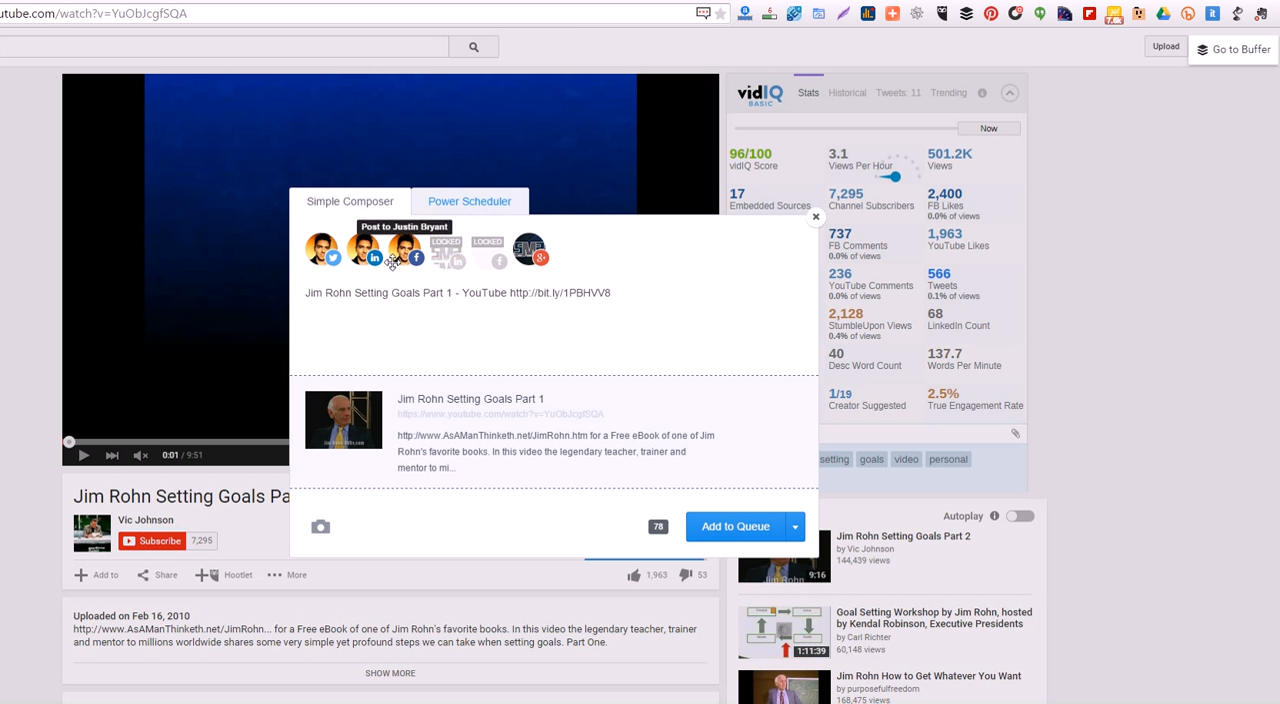 utube.com/watch?v=YuObJcgfSQA
Upload
Go to Buffer
vidIQ
BASIC
Stats
Historical
Tweets: 11
Trending
Now
96/100
vidIQ Score
3.1
Views Per Hour
501.2K
Views
17
Embedded Sources
7,295
Channel Subscribers
2,400
FB Likes
0.0% of views
737
FB Comments
0.0% of views
1,963
YouTube Likes
236
YouTube Comments
0.0% of views
566
Tweets
0.1% of views
2,128
StumbleUpon Views
0.4% of views
68
LinkedIn Count
40
Desc Word Count
137.7
Words Per Minute
1/19
Creator Suggested
2.5%
True Engagement Rate
setting
goals
video
personal
Simple Composer
Power Scheduler
Post to Justin Bryant
LOCKED
LOCKED
SMP
Jim Rohn Setting Goals Part 1 - YouTube http://bit.ly/1PBHVV8
Jim Rohn Setting Goals Part 1
https://www.youtube.com/watch?v=YuObJcgfSQA
http://www.AsAManThinketh.net/JimRohn.htm for a Free eBook of one of Jim
Rohn's favorite books. In this video the legendary teacher, trainer and
mentor to mi...
78
Add to Queue
0:01 / 9:51
Jim Rohn Setting Goals Pa
Vic Johnson
Subscribe
7,295
Add to
Share
Hootlet
More
1,963
53
Uploaded on Feb 16, 2010
http://www.AsAManThinketh.net/JimRohn... for a Free eBook of one of Jim Rohn's favorite books. In this video the legendary teacher, trainer
and mentor to millions worldwide shares some very simple yet profound steps we can take when setting goals. Part One.
SHOW MORE
Autoplay
Jim Rohn Setting Goals Part 2
by Vic Johnson
144,439 views
9:16
Goal Setting Workshop by Jim Rohn, hosted
by Kendal Robinson, Executive Presidents
by Carl Richter
60,148 views
1:11:39
Jim Rohn How to Get Whatever You Want
by purposefulfreedom
168,475 views